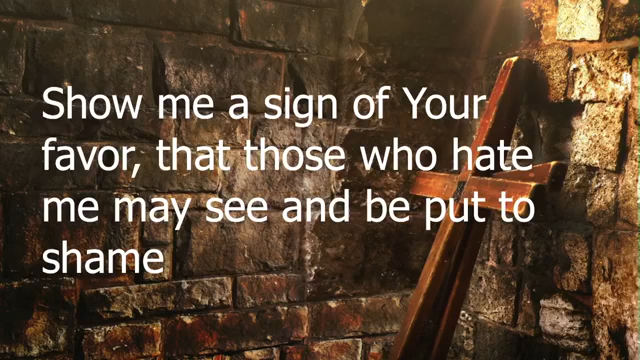 Show me a sign of Your
favor, that those who hate
me may see and be put to
shame